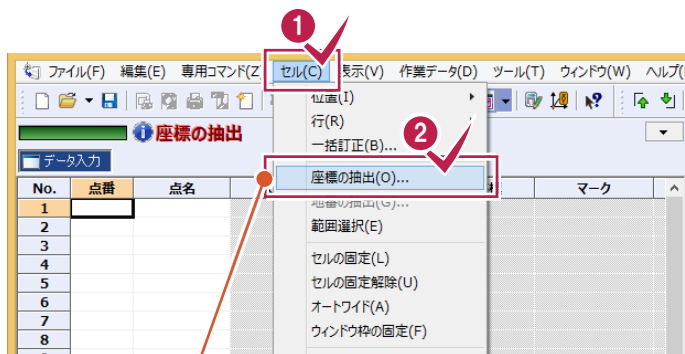 1
ファイル(F) 編集(E) 専用コマンド(Z) セル(C) 表示(V) 作業データ(D) ツール(T) ウィンドウ(W) ヘルプ(
座標の抽出
データ入力
No. 点番 点名 マーク
1
2
3
4
5
6
7
8
位置(I)
行(R)
2
一括訂正(B)...
座標の抽出(O)...
地番の抽出(G)...
範囲選択(E)
セルの固定(L)
セルの固定解除(U)
オートワイド(A)
ウィンドウ枠の固定(F)